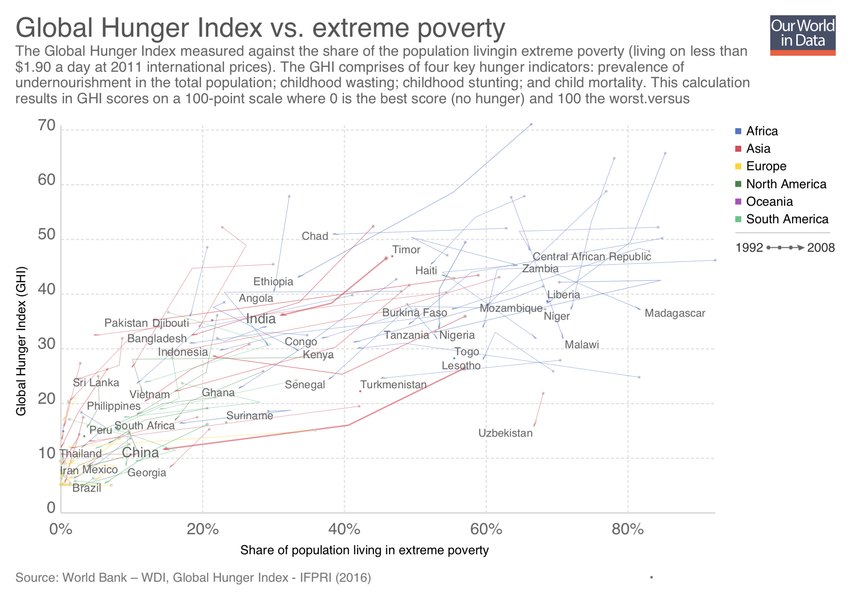 Global Hunger Index vs. extreme poverty
Our World
in Data
The Global Hunger Index measured against the share of the population livingin extreme poverty (living on less than
$1.90 a day at 2011 international prices). The GHI comprises of four key hunger indicators: prevalence of
undernourishment in the total population; childhood wasting; childhood stunting; and child mortality. This calculation
results in GHI scores on a 100-point scale where 0 is the best score (no hunger) and 100 the worst.versus
Africa
Asia
Europe
North America
Oceania
South America
1992
2008
Global Hunger Index (GHI)
70
60
50
40
30
20
10
0
Chad
Timor
Central African Republic
Haiti
Zambia
Ethiopia
Angola
Liberia
Mozambique
Burkina Faso
Niger
Madagascar
India
Pakistan
Djibouti
Bangladesh
Congo
Tanzania
Nigeria
Malawi
Indonesia
Kenya
Togo
Lesotho
Sri Lanka
Senegal
Turkmenistan
Vietnam
Ghana
Philippines
Suriname
Peru
South Africa
Uzbekistan
Thailand
China
Iran
Mexico
Georgia
Brazil
0%
20%
40%
60%
80%
Share of population living in extreme poverty
Source: World Bank – WDI, Global Hunger Index - IFPRI (2016)